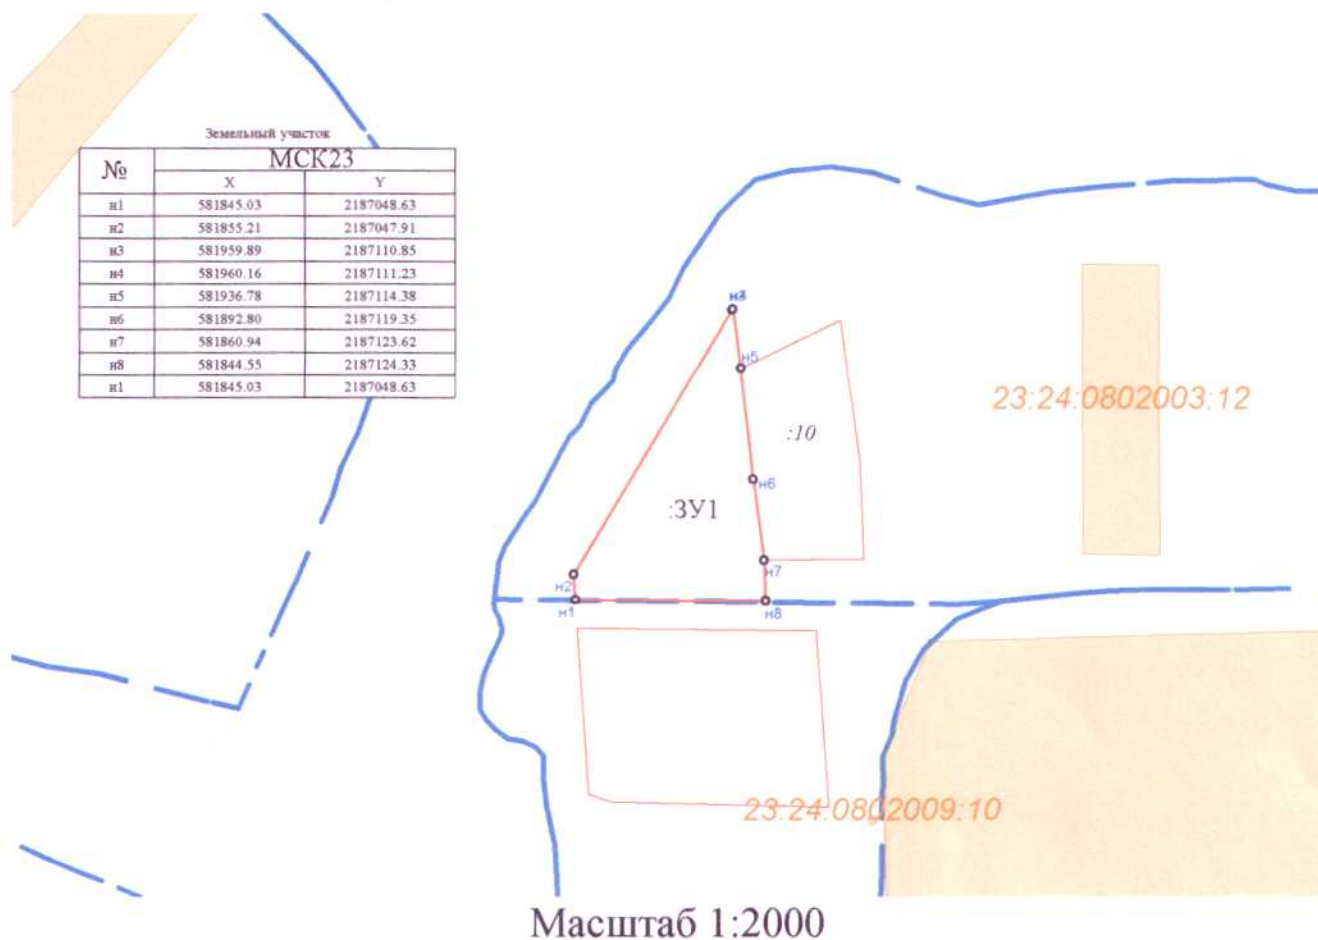 Земельный участок
№ МСК23
X Y
н1 581845.03 2187048.63
н2 581855.21 2187047.91
н3 581959.89 2187110.85
н4 581960.16 2187111.23
н5 581936.78 2187114.38
н6 581892.80 2187119.35
н7 581860.94 2187123.62
н8 581844.55 2187124.33
н1 581845.03 2187048.63
н5
23:24:0802003:12
:10
н6
:ЗУ1
н7
н2
н1
н8
23:24:0802009:10
Масштаб 1:2000